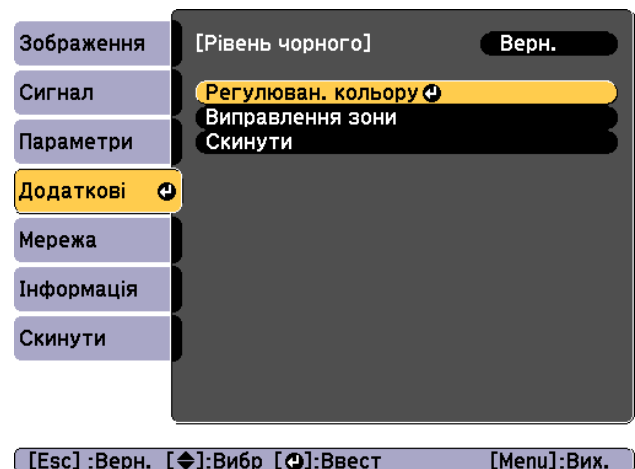 Зображення
Сигнал
Параметри
Додаткові
Мережа
Інформація
Скинути
[Рівень чорного] Верн.
Регулюван. кольору
Виправлення зони
Скинути
[Esc] :Верн. [◆]:Вибр [↵]:Ввест [Menu]:Вих.